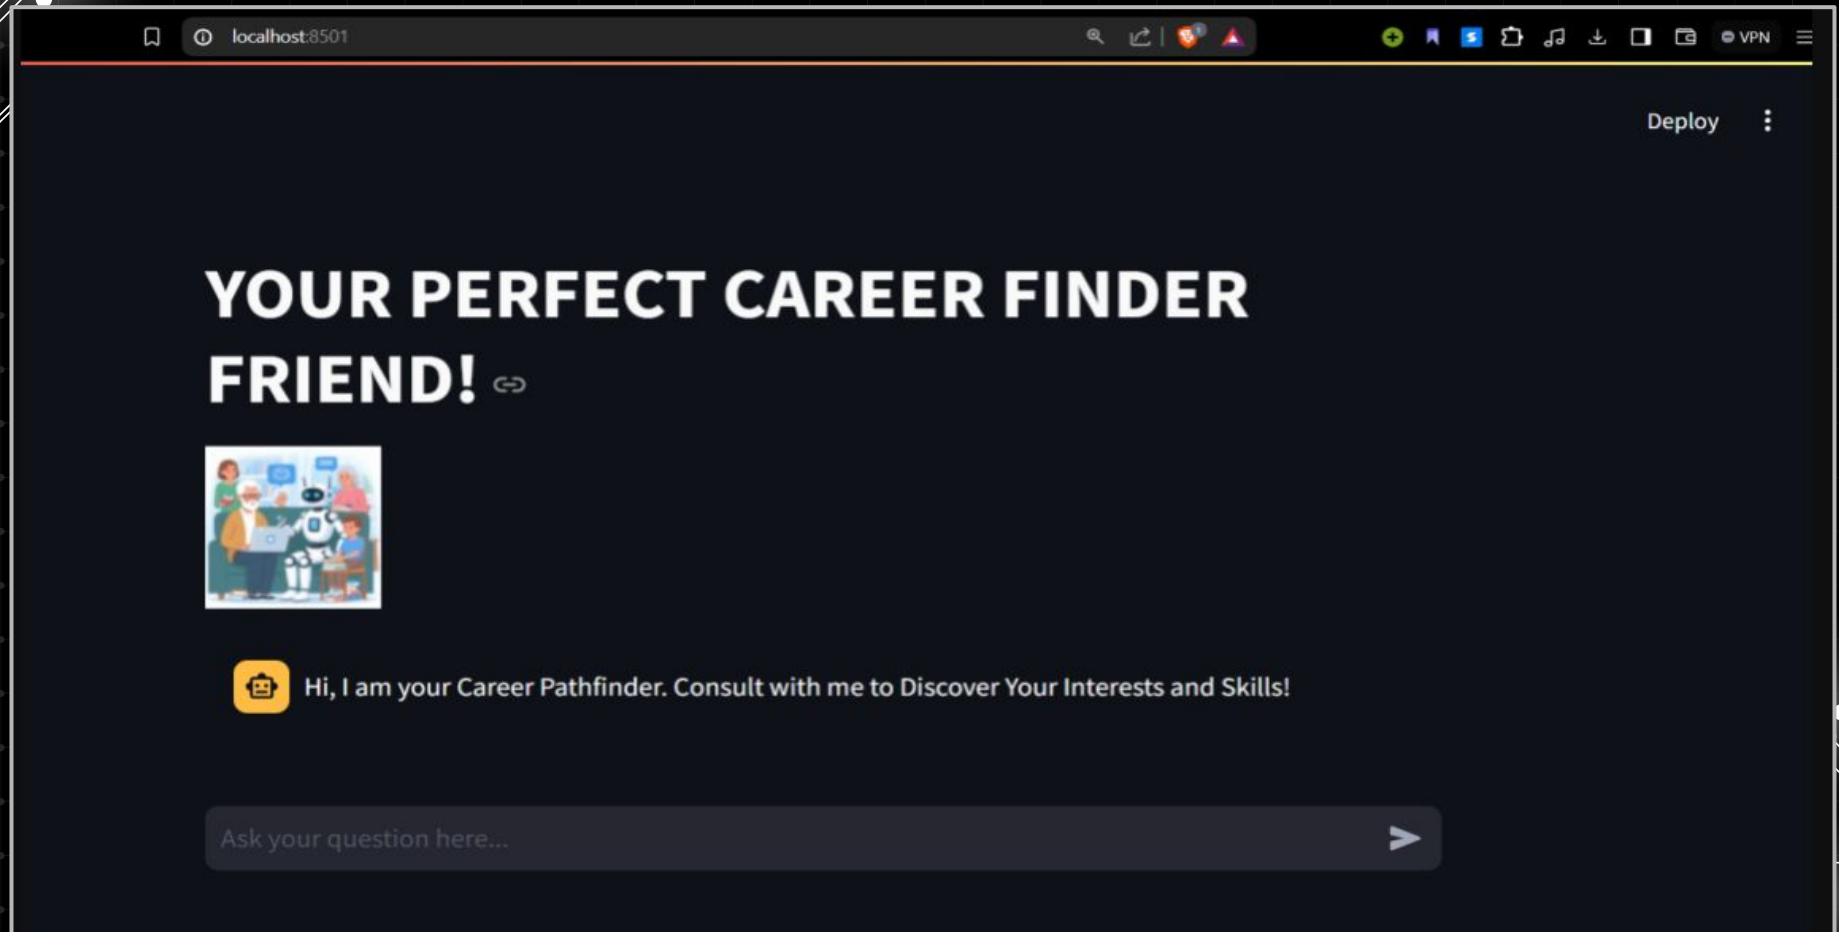 localhost:8501
VPN
Deploy
YOUR PERFECT CAREER FINDER
FRIEND!
Hi, I am your Career Pathfinder. Consult with me to Discover Your Interests and Skills!
Ask your question here...